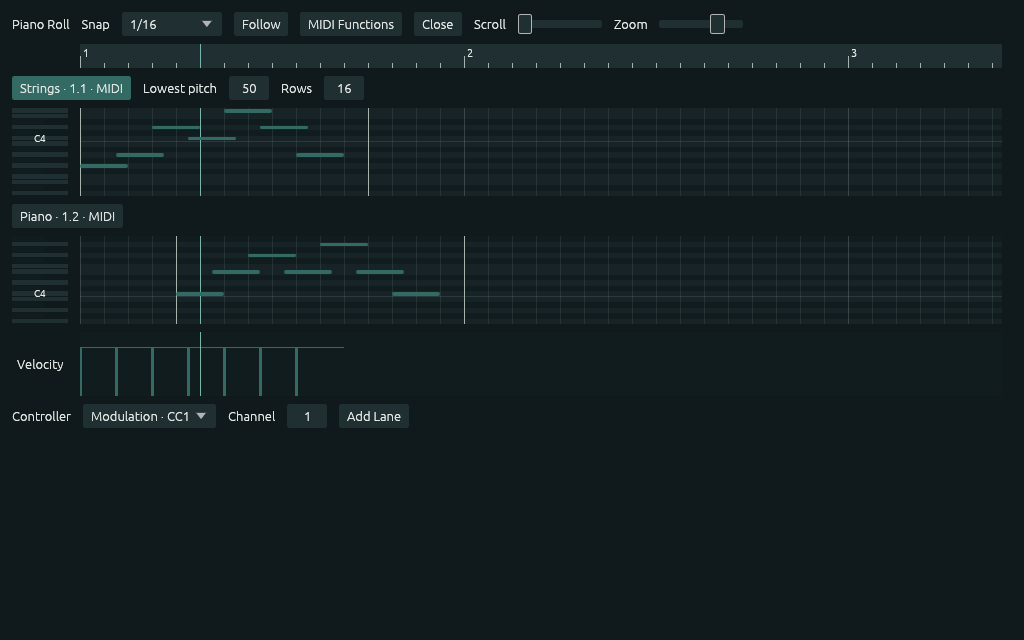 Piano Roll Snap 1/16 Follow MIDI Functions Close Scroll Zoom
1 2 3
Strings · 1.1 · MIDI Lowest pitch 50 Rows 16
C4
Piano · 1.2 · MIDI
C4
Velocity
Controller Modulation · CC1 Channel 1 Add Lane